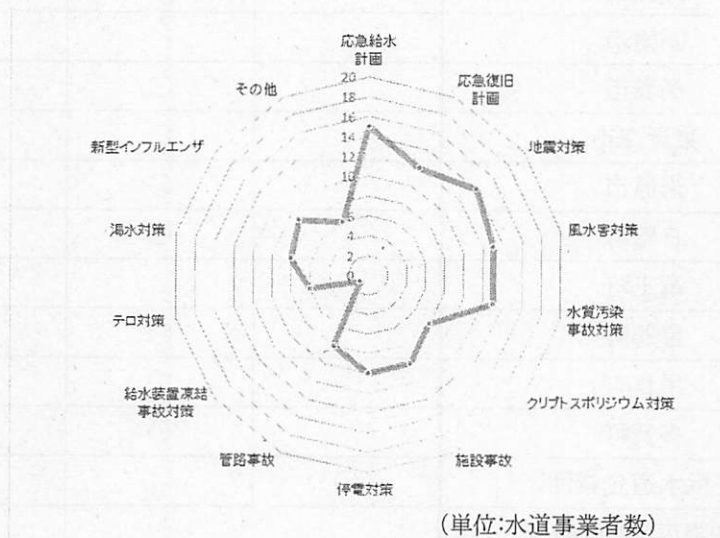 応急給水
計画
応急復旧
計画
地震対策
風水害対策
水質汚染
事故対策
クリプトスポリジウム対策
施設事故
停電対策
管路事故
給水装置凍結
事故対策
テロ対策
渇水対策
新型インフルエンザ
その他
20
18
16
14
12
10
6
4
2
0
(単位:水道事業者数)